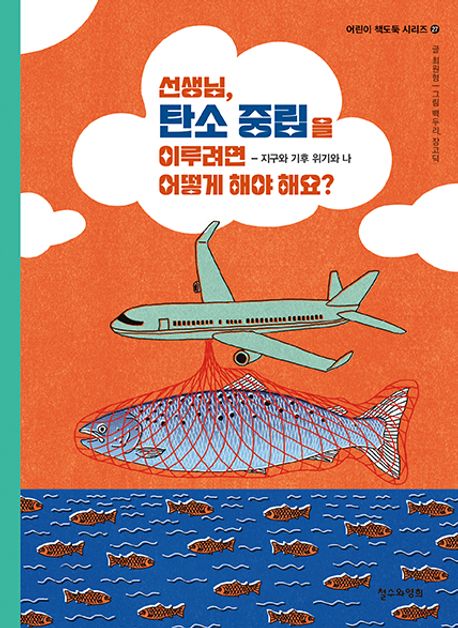 어린이 책도둑 시리즈 27
글 최원형 | 그림 백두리, 장고딕
선생님,
탄소 중립을
이루려면 – 지구와 기후 위기와 나
어떻게 해야 해요?
철수와영희